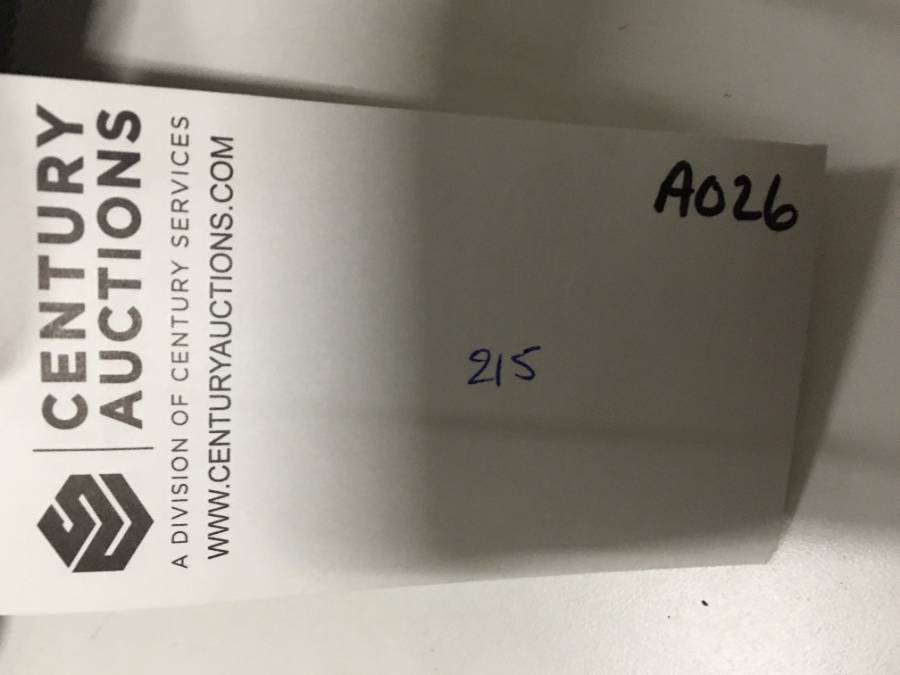 CENTURY
AUCTIONS
A DIVISION OF CENTURY SERVICES
WWW.CENTURYAUCTIONS.COM
A026
215